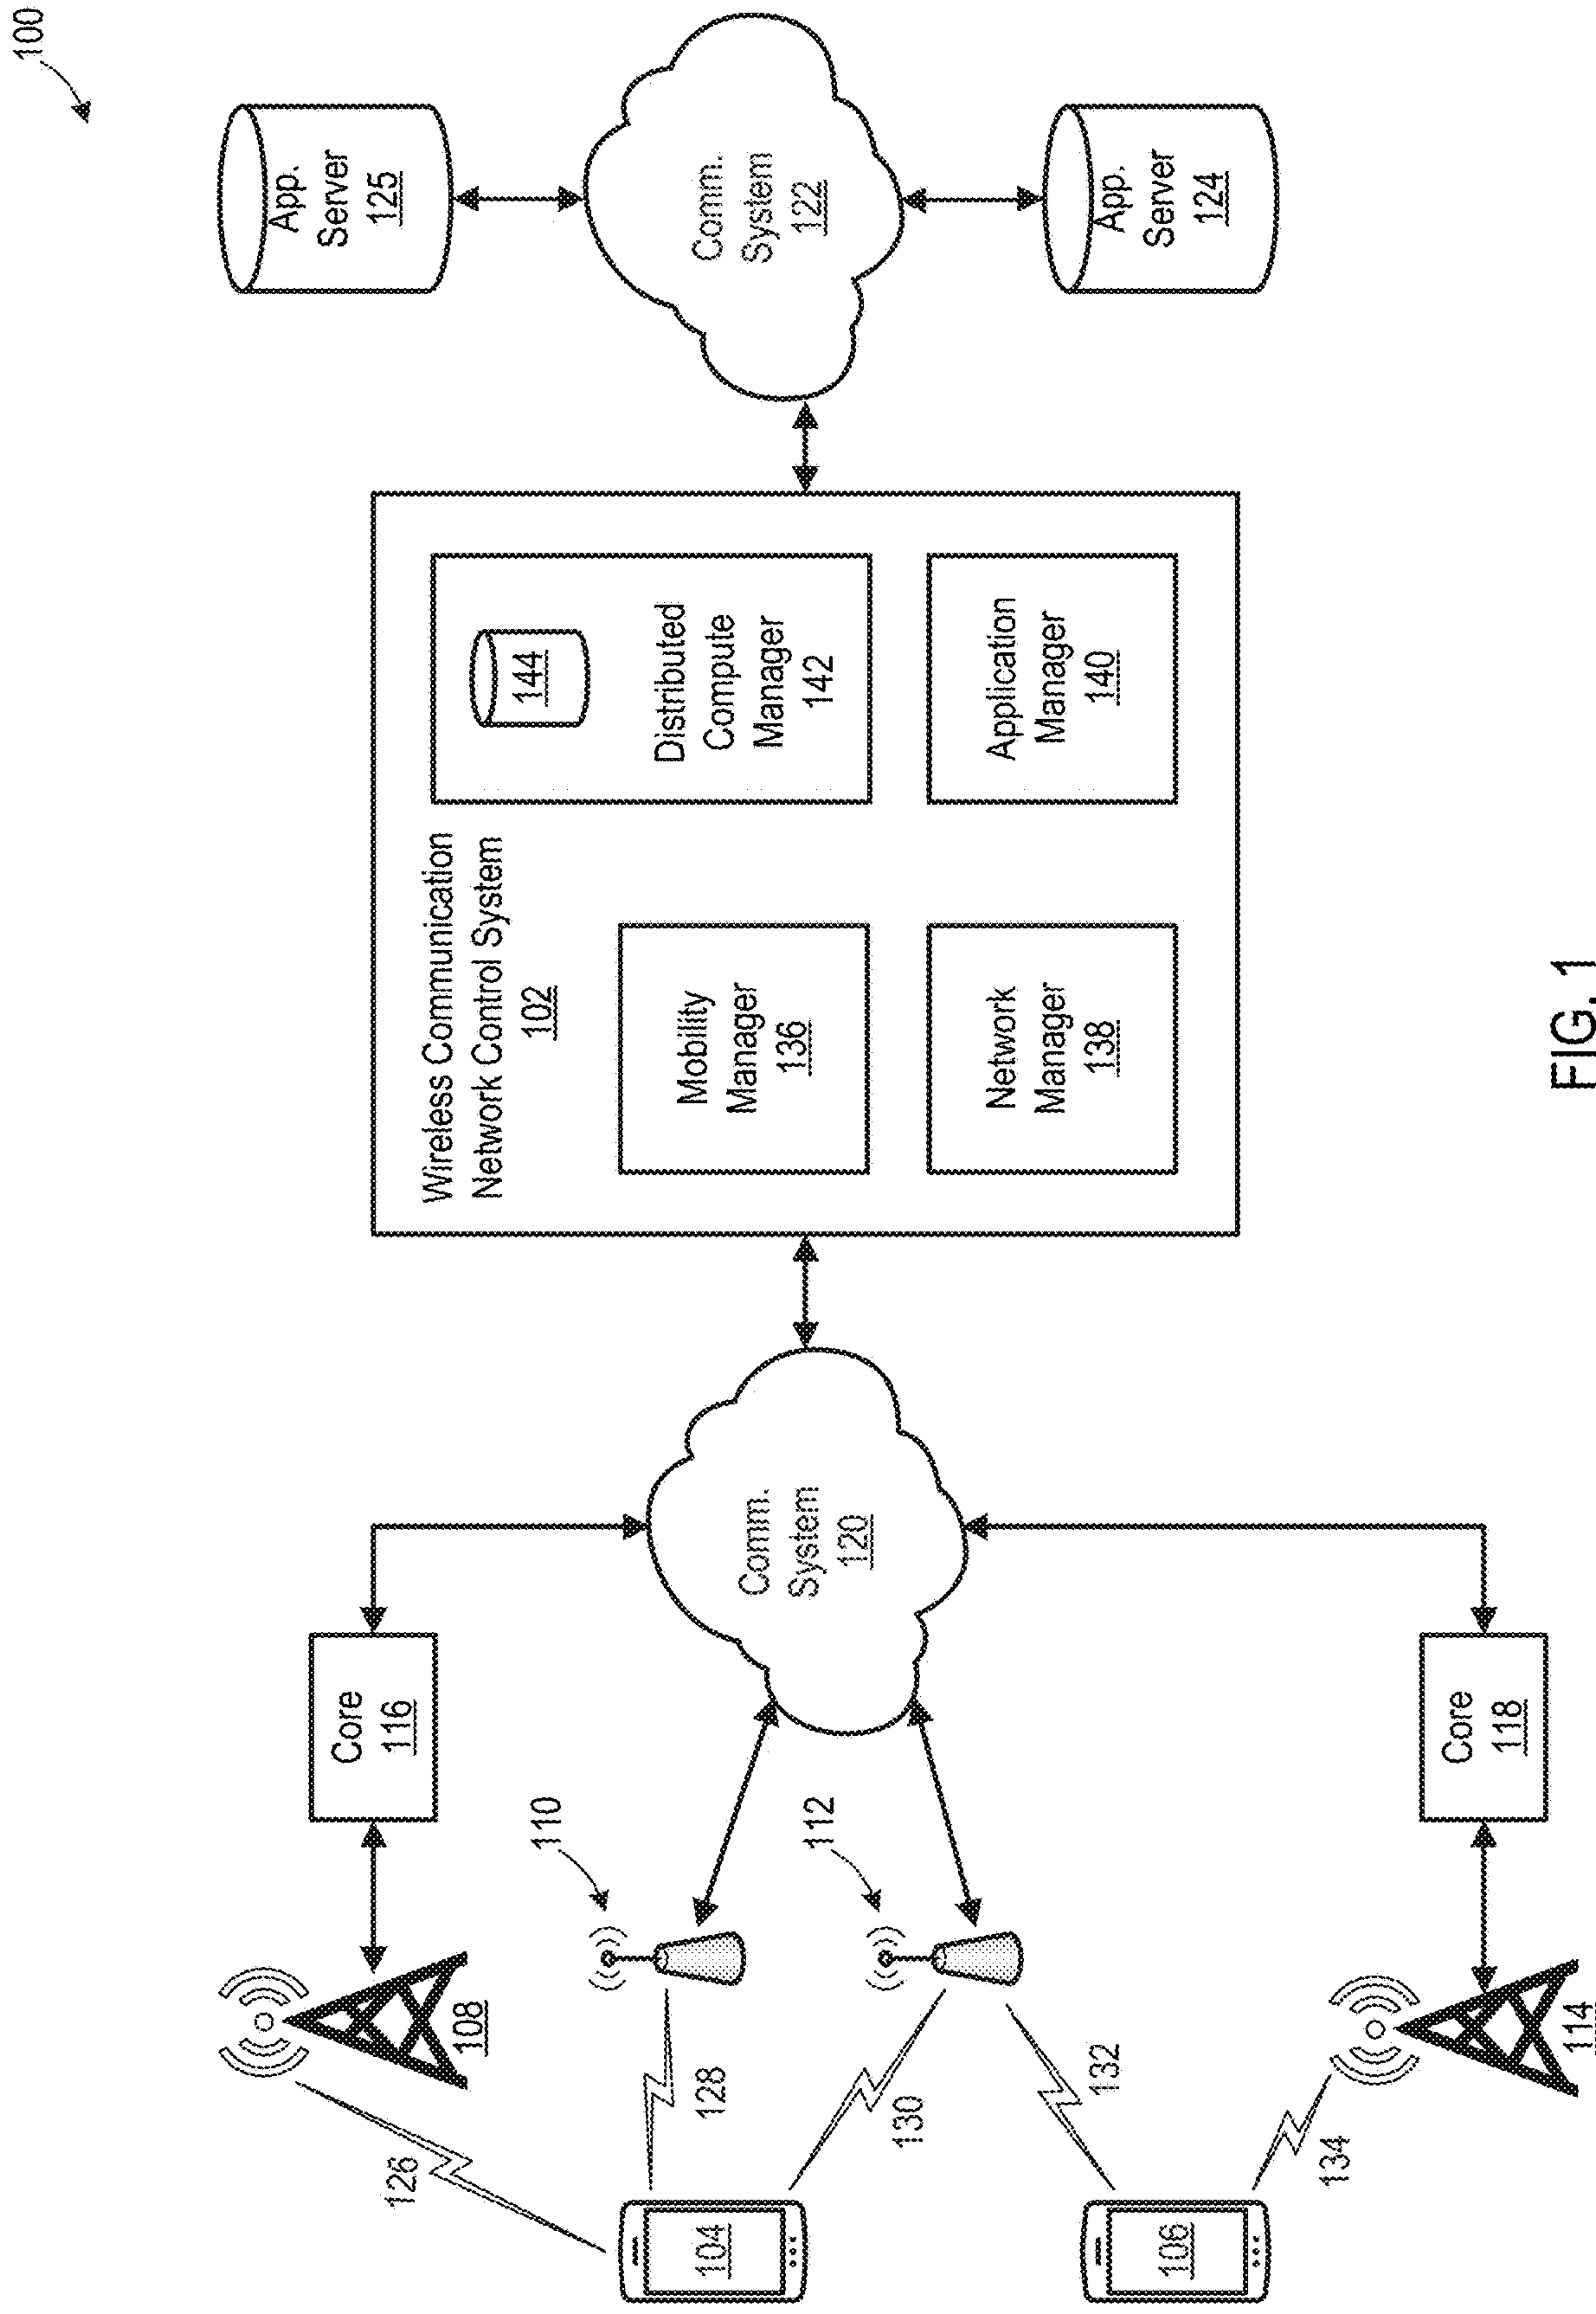 100
App.
Server
125
Comm.
System
122
App.
Server
124
Wireless Communication
Network Control System
102
144
Distributed
Compute
Manager
142
Application
Manager
140
Mobility
Manager
136
Network
Manager
138
Comm.
System
120
Core
116
Core
118
110
112
108
114
126
128
130
132
134
104
106
FIG. 1